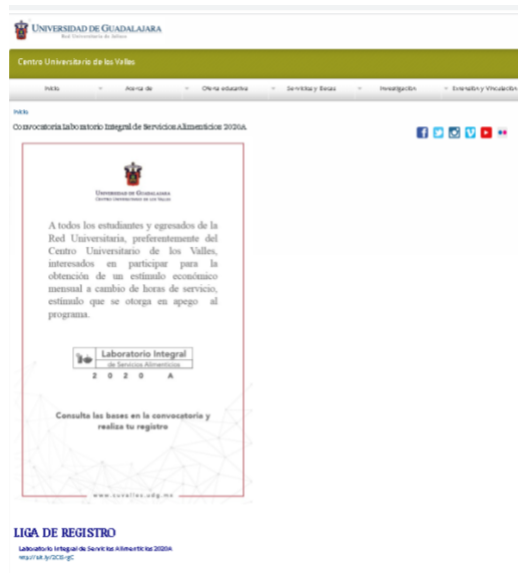 UNIVERSIDAD DE GUADALAJARA
Red Universitaria de Jalisco
Centro Universitario de los Valles
Inicio Acerca de Oferta educativa Servicios y Becas Investigación Extensión y Vinculación
Inicio
Convocatoria Laboratorio Integral de Servicios Alimenticios 2020A
UNIVERSIDAD DE GUADALAJARA
CENTRO UNIVERSITARIO DE LOS VALLES
A todos los estudiantes y egresados de la
Red Universitaria, preferentemente del
Centro Universitario de los Valles,
interesados en participar para la
obtención de un estímulo económico
mensual a cambio de horas de servicio,
estímulo que se otorga en apego al
programa.
Laboratorio Integral
de Servicios Alimenticios
2 0 2 0 A
Consulta las bases en la convocatoria y
realiza tu registro
www.cuvalles.udg.mx
LIGA DE REGISTRO
Laboratorio Integral de Servicios Alimenticios 2020A